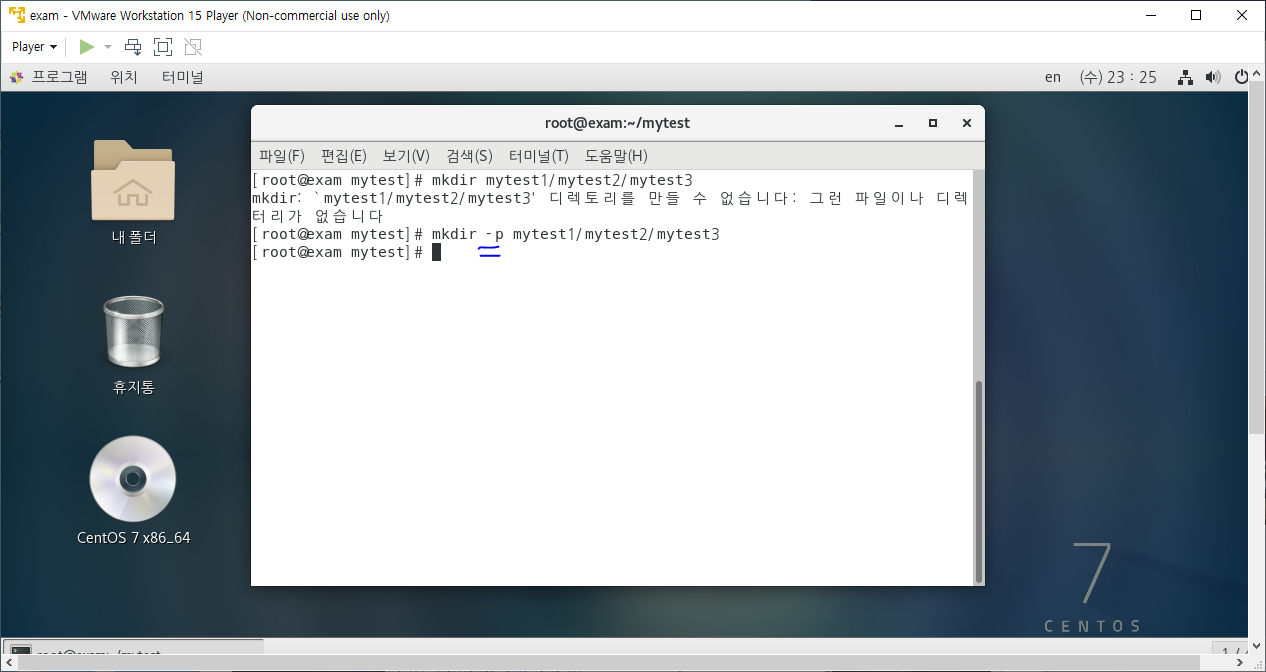 exam - VMware Workstation 15 Player (Non-commercial use only)
Player
프로그램 위치 터미널 en (수) 23 : 25
root@exam:~/mytest
파일(F) 편집(E) 보기(V) 검색(S) 터미널(T) 도움말(H)
[root@exam mytest]# mkdir mytest1/mytest2/mytest3
mkdir: `mytest1/mytest2/mytest3' 디렉토리를 만들 수 없습니다: 그런 파일이나 디렉
터리가 없습니다
[root@exam mytest]# mkdir -p mytest1/mytest2/mytest3
[root@exam mytest]#
내 폴더
휴지통
CentOS 7 x86_64
7
CENTOS
root@exam:~/mytest